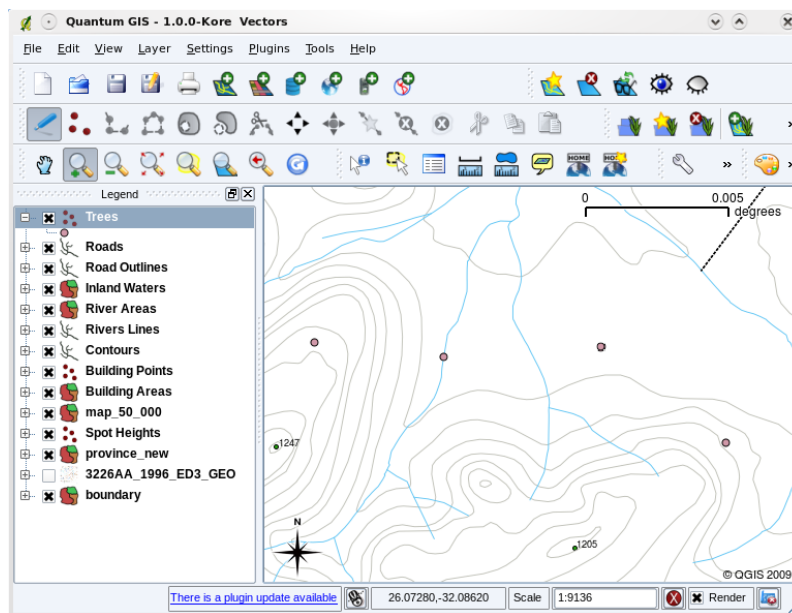 Quantum GIS - 1.0.0-Kore Vectors
File Edit View Layer Settings Plugins Tools Help
HOME HOME
Legend
Trees
Roads
Road Outlines
Inland Waters
River Areas
Rivers Lines
Contours
Building Points
Building Areas
map_50_000
Spot Heights
province_new
3226AA_1996_ED3_GEO
boundary
0 0.005
degrees
1247
1205
N
© QGIS 2009
There is a plugin update available 26.07280,-32.08620 Scale 1:9136 Render